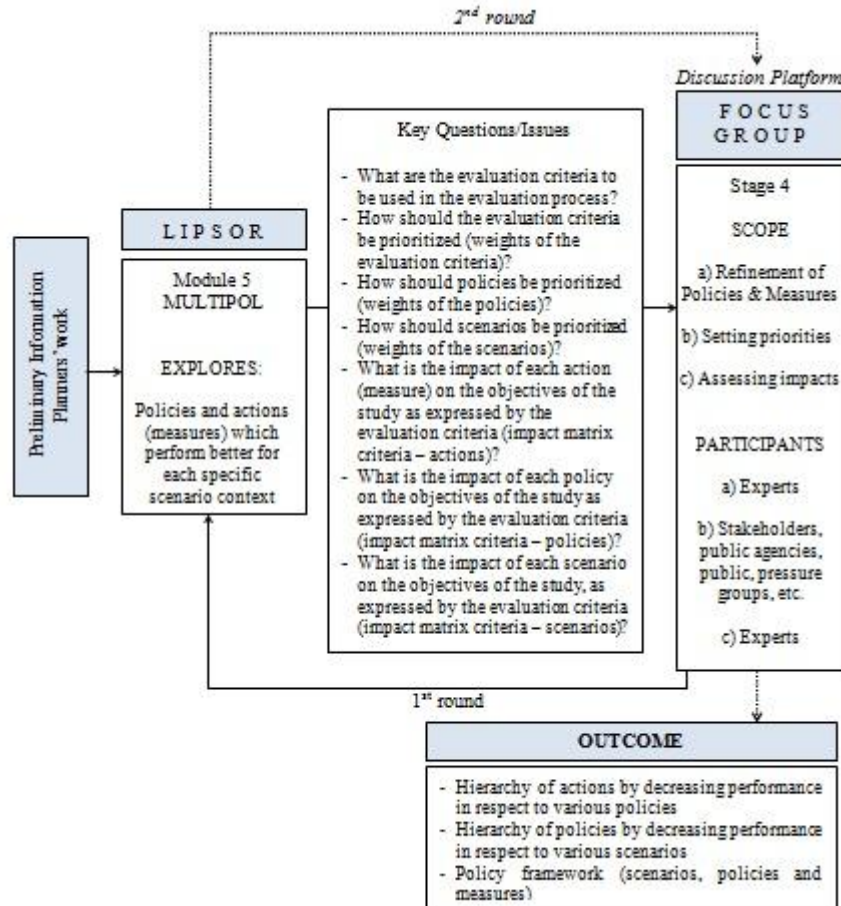 2nd round
Discussion Platform
FOCUS
GROUP
Stage 4
SCOPE
a) Refinement of
Policies & Measures
b) Setting priorities
c) Assessing impacts
PARTICIPANTS
a) Experts
b) Stakeholders,
public agencies,
public, pressure
groups, etc.
c) Experts
Key Questions/Issues
- What are the evaluation criteria to
be used in the evaluation process?
- How should the evaluation criteria
be prioritized (weights of the
evaluation criteria)?
- How should policies be prioritized
(weights of the policies)?
- How should scenarios be prioritized
(weights of the scenarios)?
- What is the impact of each action
(measure) on the objectives of the
study as expressed by the
evaluation criteria (impact matrix
criteria – actions)?
- What is the impact of each policy
on the objectives of the study as
expressed by the evaluation criteria
(impact matrix criteria – policies)?
- What is the impact of each scenario
on the objectives of the study, as
expressed by the evaluation criteria
(impact matrix criteria – scenarios)?
LIPSOR
Module 5
MULTIPOL
EXPLORES:
Policies and actions
(measures) which
perform better for
each specific
scenario context
Preliminary Information
Planners' work
1st round
OUTCOME
- Hierarchy of actions by decreasing performance
in respect to various policies
- Hierarchy of policies by decreasing performance
in respect to various scenarios
- Policy framework (scenarios, policies and
measures)